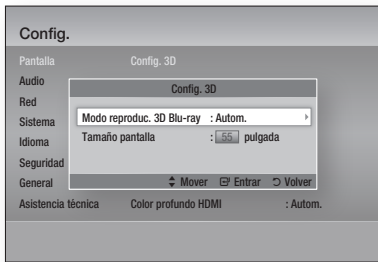 Config.
Pantalla Config. 3D
Audio
Config. 3D
Red
Modo reproduc. 3D Blu-ray : Autom.
Sistema
Tamaño pantalla : 55 pulgada
Idioma
Seguridad
General
Mover Entrar Volver
Asistencia técnica Color profundo HDMI : Autom.